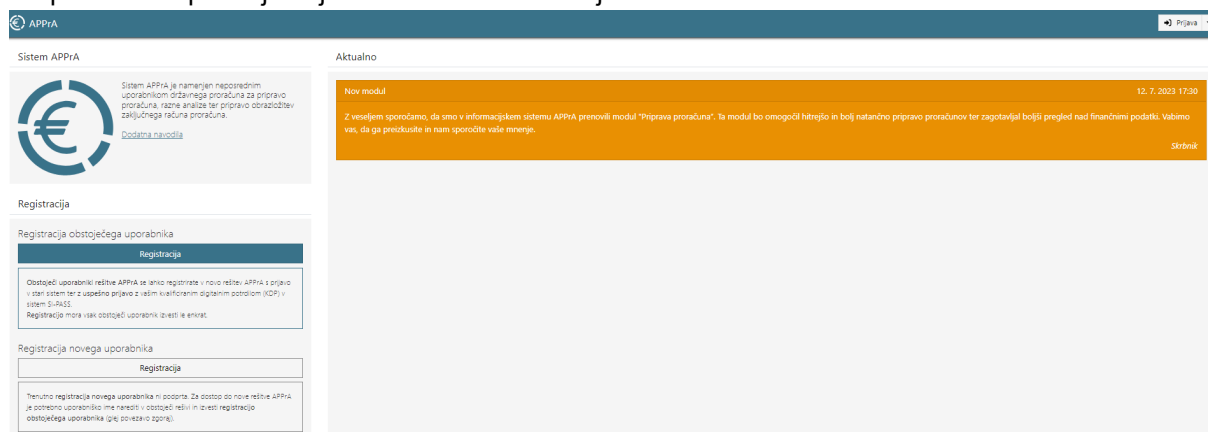 APPrA
Prijava
Sistem APPrA
Sistem APPrA je namenjen neposrednim
uporabnikom državnega proračuna za pripravo
proračuna, razne analize ter pripravo obrazložitev
zaključnega računa proračuna.
Dodatna navodila
Registracija
Registracija obstoječega uporabnika
Registracija
Obstoječi uporabniki rešitve APPrA se lahko registrirate v novo rešitev APPrA s prijavo
v stari sistem ter z uspešno prijavo z vašim kvalificiranim digitalnim potrdilom (KDP) v
sistem SI-PASS.
Registracijo mora vsak obstoječi uporabnik izvesti le enkrat.
Registracija novega uporabnika
Registracija
Trenutno registracija novega uporabnika ni podprta. Za dostop do nove rešitve APPrA
je potrebno uporabniško ime narediti v obstoječi rešivi in izvesti registracijo
obstoječega uporabnika (glej povezavo zgoraj).
Aktualno
Nov modul 12. 7. 2023 17:30
Z veseljem sporočamo, da smo v informacijskem sistemu APPrA prenovili modul "Priprava proračuna". Ta modul bo omogočil hitrejšo in bolj natančno pripravo proračunov ter zagotavljal boljši pregled nad finančnimi podatki. Vabimo
vas, da ga preizkusite in nam sporočite vaše mnenje.
Skrbnik